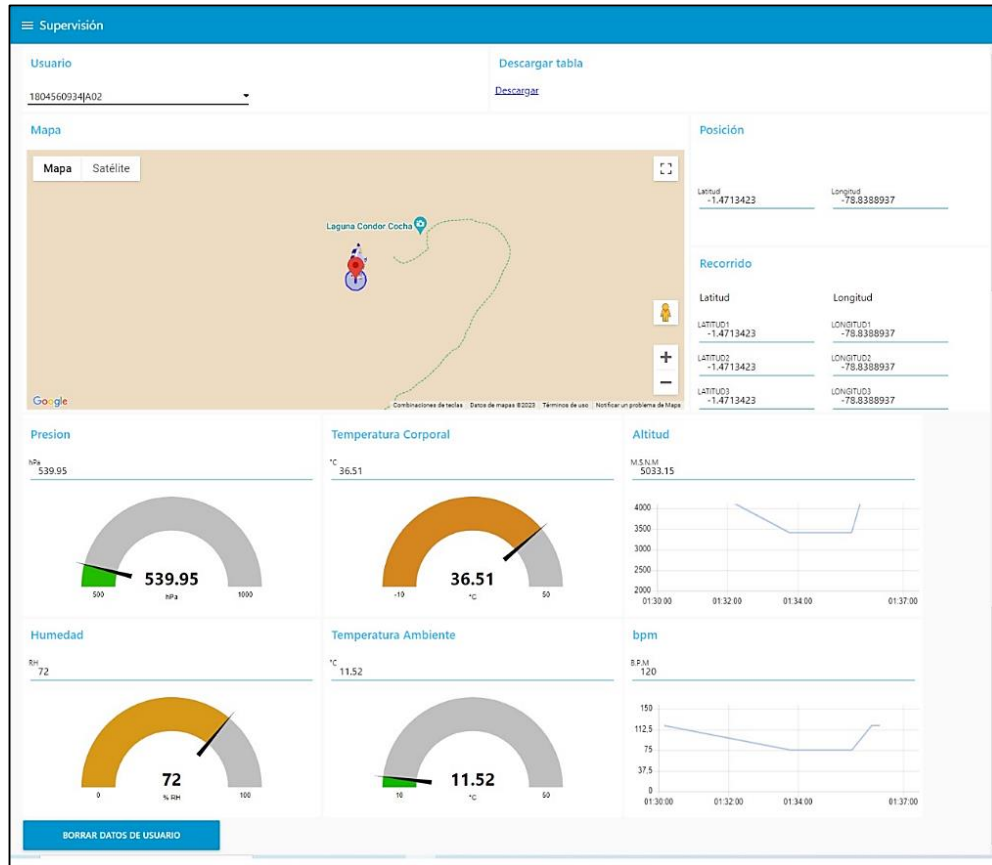 Supervisión
Usuario
1804560934|A02
Descargar tabla
Descargar
Mapa
Mapa Satélite
Laguna Condor Cocha
Google
Combinaciones de teclas Datos de mapas ©2023 Términos de uso Notificar un problema de Maps
Posición
Latitud Longitud
-1.4713423 -78.8388937
Recorrido
Latitud Longitud
LATITUD1 LONGITUD1
-1.4713423 -78.8388937
LATITUD2 LONGITUD2
-1.4713423 -78.8388937
LATITUD3 LONGITUD3
-1.4713423 -78.8388937
Presion
hPa
539.95
539.95
500 hPa 1000
Temperatura Corporal
°C
36.51
36.51
-10 °C 50
Altitud
M.S.N.M
5033.15
4000
3500
3000
2500
2000
01:30:00 01:32:00 01:34:00 01:37:00
Humedad
RH
72
72
0 % RH 100
Temperatura Ambiente
°C
11.52
11.52
10 °C 50
bpm
B.P.M
120
150
112.5
75
37.5
0
01:30:00 01:32:00 01:34:00 01:37:00
BORRAR DATOS DE USUARIO